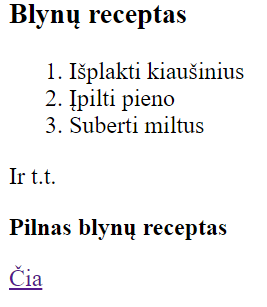 Blynų receptas
1. Išplakti kiaušinius
2. Įpilti pieno
3. Suberti miltus
Ir t.t.
Pilnas blynų receptas
Čia